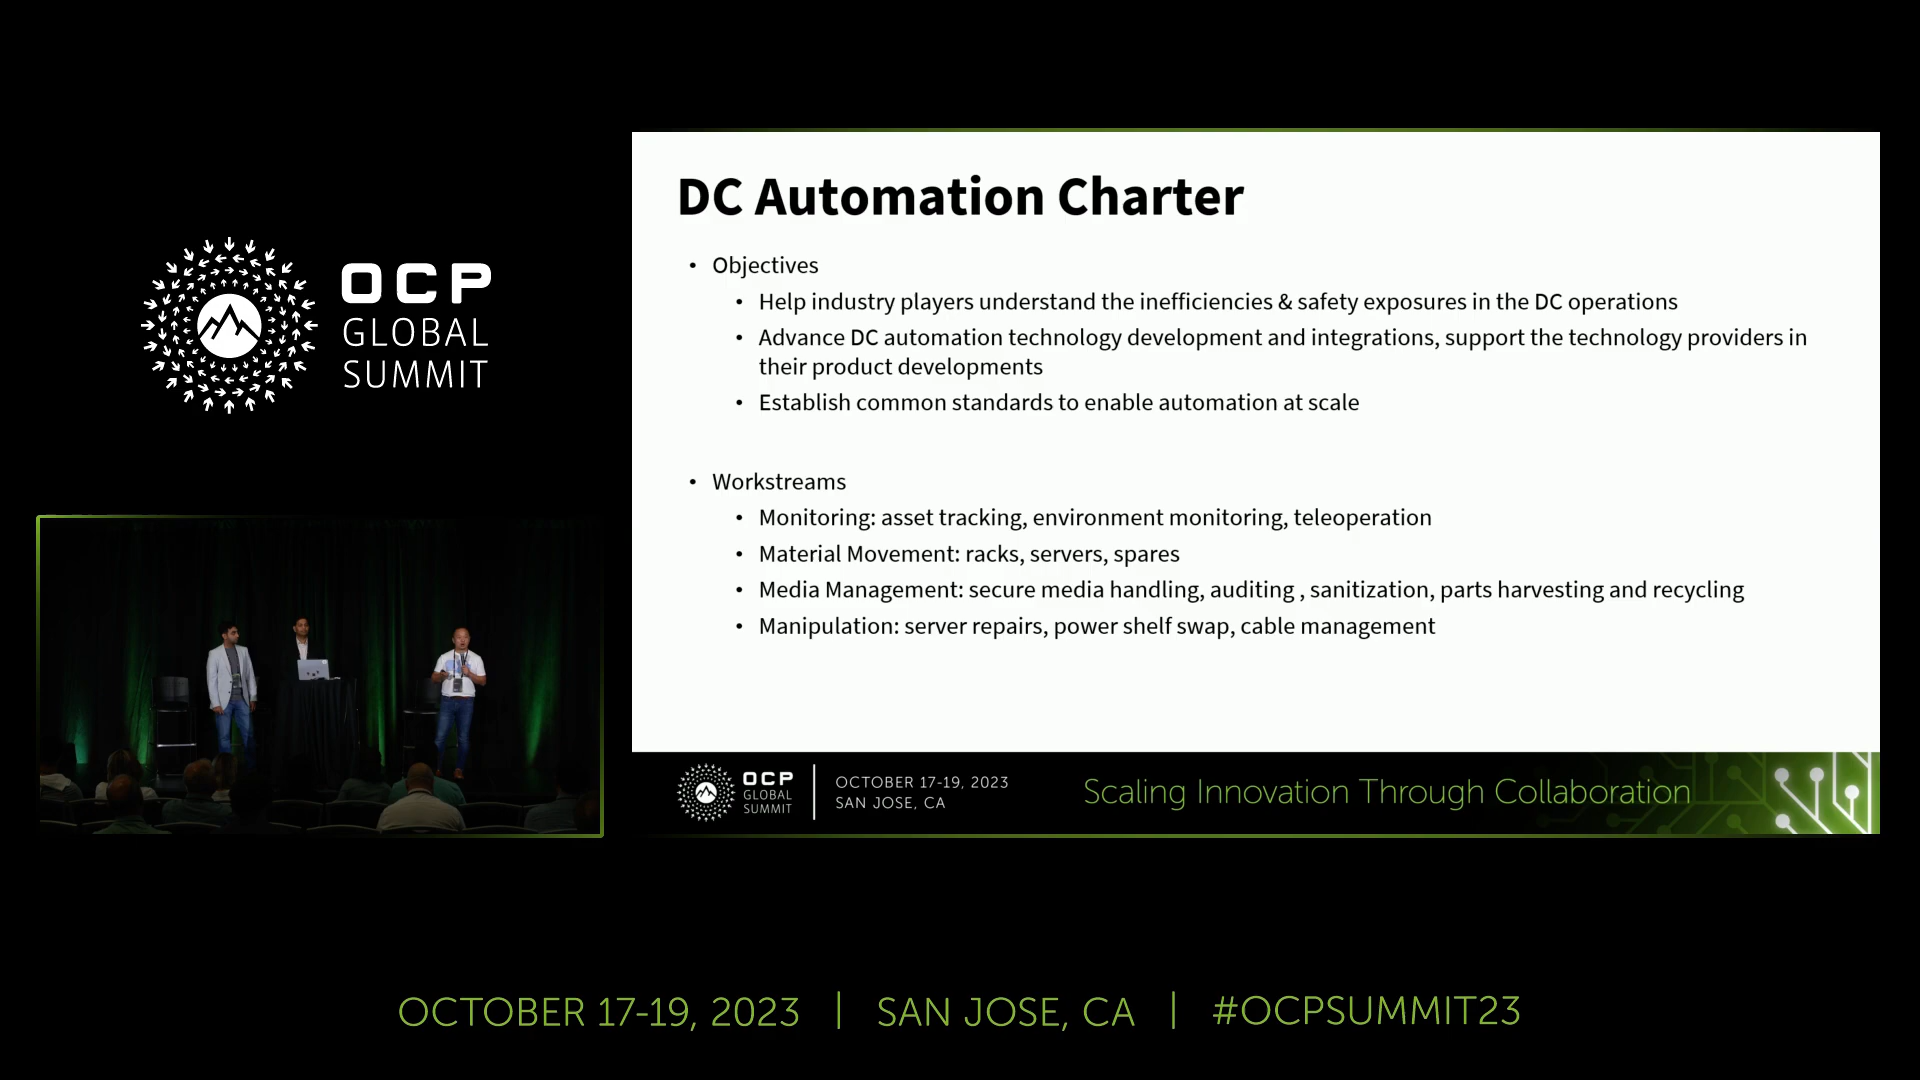 OCP
GLOBAL
SUMMIT
DC Automation Charter
• Objectives
• Help industry players understand the inefficiencies & safety exposures in the DC operations
• Advance DC automation technology development and integrations, support the technology providers in
their product developments
• Establish common standards to enable automation at scale
• Workstreams
• Monitoring: asset tracking, environment monitoring, teleoperation
• Material Movement: racks, servers, spares
• Media Management: secure media handling, auditing , sanitization, parts harvesting and recycling
• Manipulation: server repairs, power shelf swap, cable management
OCP
GLOBAL
SUMMIT
OCTOBER 17-19, 2023
SAN JOSE, CA
Scaling Innovation Through Collaboration
OCTOBER 17-19, 2023 | SAN JOSE, CA | #OCPSUMMIT23